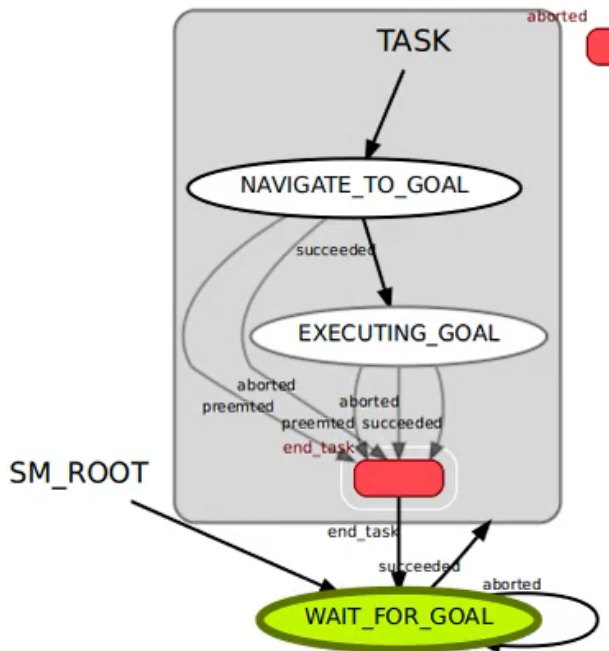 aborted
TASK
NAVIGATE_TO_GOAL
succeeded
EXECUTING_GOAL
aborted
preemted
aborted
preemted succeeded
end_task
SM_ROOT
end_task
succeeded
aborted
WAIT_FOR_GOAL